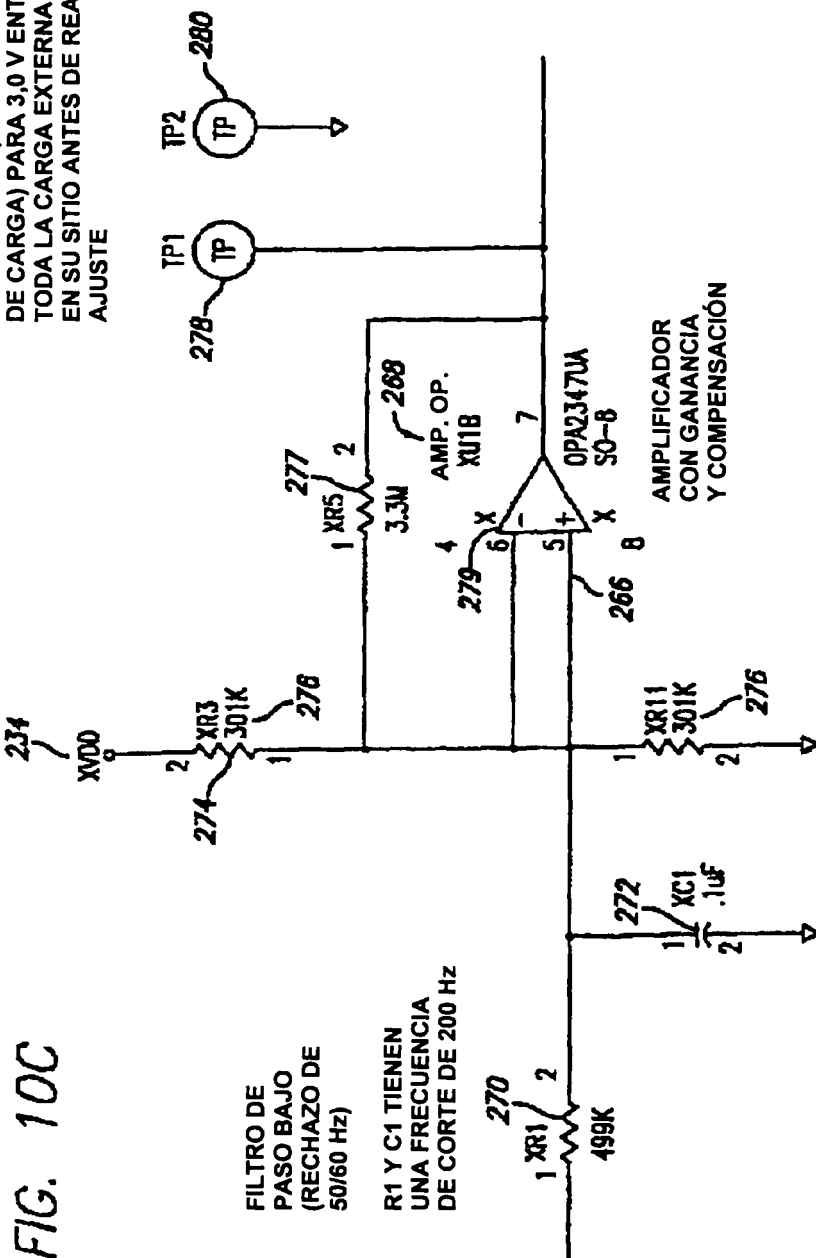 FIG. 10C
DE CARGA) PARA 3,0 V ENT
TODA LA CARGA EXTERNA
EN SU SITIO ANTES DE REA
AJUSTE
TP1
TP
278
TP2
TP
280
234
XVDD
2
XR3
301K
274
276
1
277
1
XR5
2
3.3M
268
AMP. OP.
XU1B
279
4
X
6
-
5
+
X
8
7
OPA2347UA
SO-8
266
AMPLIFICADOR
CON GANANCIA
Y COMPENSACIÓN
FILTRO DE
PASO BAJO
(RECHAZO DE
50/60 Hz)
R1 Y C1 TIENEN
UNA FRECUENCIA
DE CORTE DE 200 Hz
270
1
XR1
2
499K
272
1
XC1
.1uF
2
1
XR11
301K
2
276